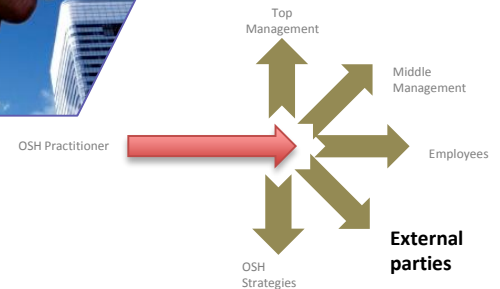 Top
Management
Middle
Management
OSH Practitioner
Employees
External
parties
OSH
Strategies